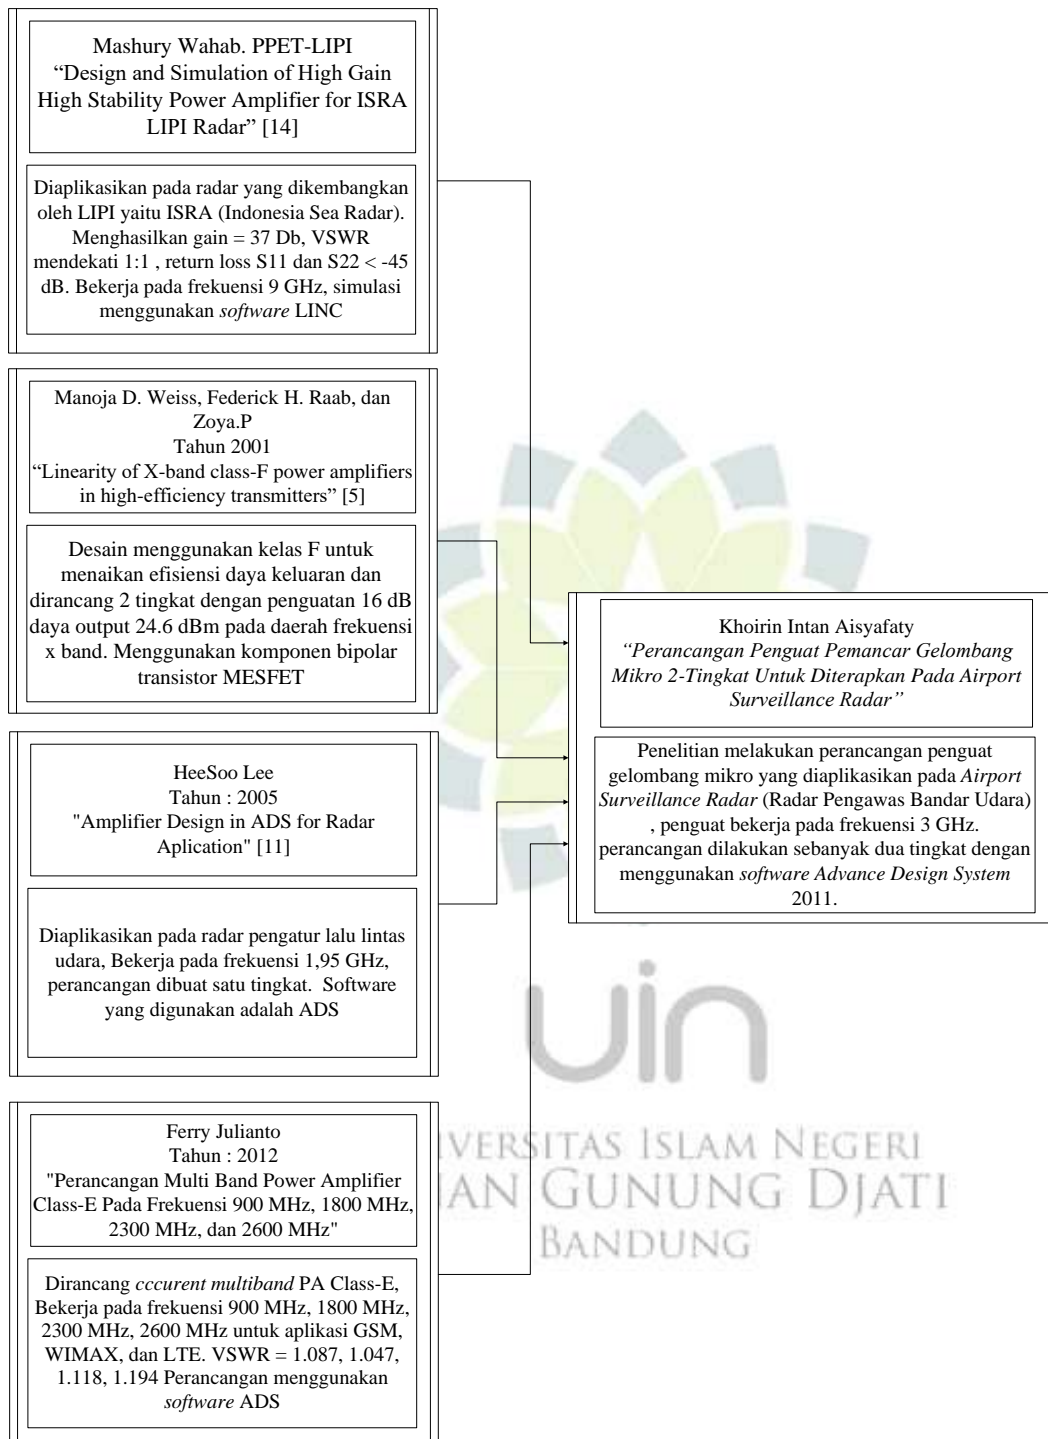 Mashury Wahab. PPET-LIPI
“Design and Simulation of High Gain
High Stability Power Amplifier for ISRA
LIPI Radar” [14]
Diaplikasikan pada radar yang dikembangkan
oleh LIPI yaitu ISRA (Indonesia Sea Radar).
Menghasilkan gain = 37 Db, VSWR
mendekati 1:1 , return loss S11 dan S22 < -45
dB. Bekerja pada frekuensi 9 GHz, simulasi
menggunakan software LINC
Manoja D. Weiss, Federick H. Raab, dan
Zoya.P
Tahun 2001
“Linearity of X-band class-F power amplifiers
in high-efficiency transmitters” [5]
Desain menggunakan kelas F untuk
menaikan efisiensi daya keluaran dan
dirancang 2 tingkat dengan penguatan 16 dB
daya output 24.6 dBm pada daerah frekuensi
x band. Menggunakan komponen bipolar
transistor MESFET
HeeSoo Lee
Tahun : 2005
"Amplifier Design in ADS for Radar
Aplication" [11]
Diaplikasikan pada radar pengatur lalu lintas
udara, Bekerja pada frekuensi 1,95 GHz,
perancangan dibuat satu tingkat. Software
yang digunakan adalah ADS
Ferry Julianto
Tahun : 2012
"Perancangan Multi Band Power Amplifier
Class-E Pada Frekuensi 900 MHz, 1800 MHz,
2300 MHz, dan 2600 MHz"
Dirancang cccurent multiband PA Class-E,
Bekerja pada frekuensi 900 MHz, 1800 MHz,
2300 MHz, 2600 MHz untuk aplikasi GSM,
WIMAX, dan LTE. VSWR = 1.087, 1.047,
1.118, 1.194 Perancangan menggunakan
software ADS
Khoirin Intan Aisyafaty
“Perancangan Penguat Pemancar Gelombang
Mikro 2-Tingkat Untuk Diterapkan Pada Airport
Surveillance Radar”
Penelitian melakukan perancangan penguat
gelombang mikro yang diaplikasikan pada Airport
Surveillance Radar (Radar Pengawas Bandar Udara)
, penguat bekerja pada frekuensi 3 GHz.
perancangan dilakukan sebanyak dua tingkat dengan
menggunakan software Advance Design System
2011.
uin
IVERSITAS ISLAM NEGERI
AN GUNUNG DJATI
BANDUNG